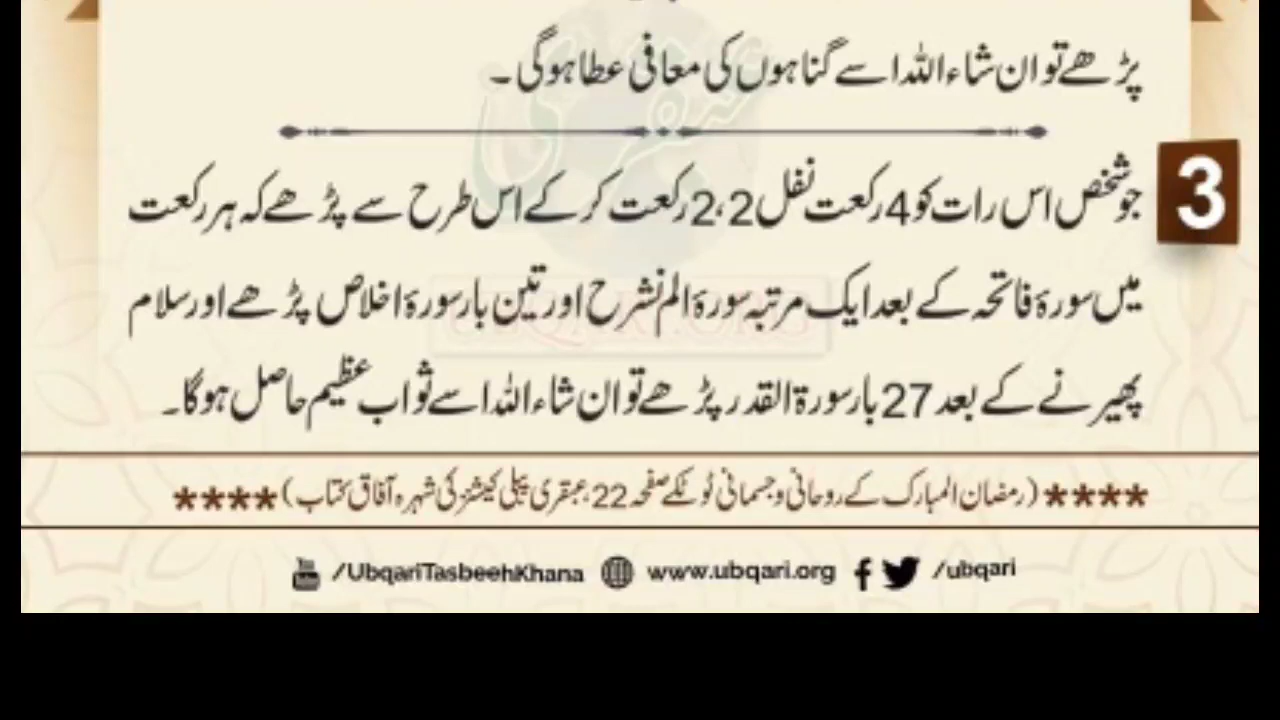 پڑھے تو ان شاء اللہ اسے گناہوں کی معافی عطا ہوگی۔
3
جو شخص اس رات کو 4 رکعت نفل 2،2 رکعت کر کے اس طرح سے پڑھے کہ ہر رکعت
میں سورۂ فاتحہ کے بعد ایک مرتبہ سورۂ الم نشرح اور تین بار سورۂ اخلاص پڑھے اور سلام
پھیرنے کے بعد 27 بار سورۃ القدر پڑھے تو ان شاء اللہ اسے ثواب عظیم حاصل ہوگا۔
**** (رمضان المبارک کے روحانی و جسمانی ٹوٹکے صفحہ 22، عبقری پبلی کیشنز کی شہرہ آفاق کتاب) ****
/UbqariTasbeehKhana www.ubqari.org /ubqari